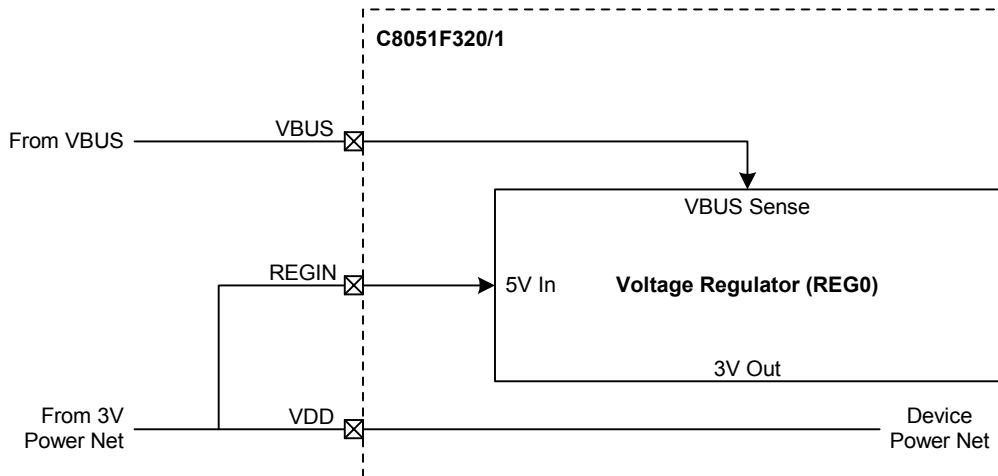 C8051F320/1
From VBUS
VBUS
VBUS Sense
REGIN
5V In
Voltage Regulator (REG0)
3V Out
From 3V
Power Net
VDD
Device
Power Net